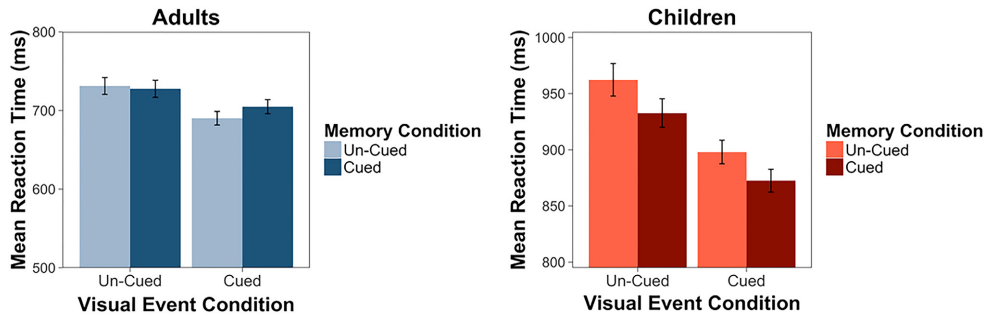 Adults
Mean Reaction Time (ms)
800
700
600
500
Un-Cued
Cued
Visual Event Condition
Memory Condition
Un-Cued
Cued
Children
Mean Reaction Time (ms)
1000
950
900
850
800
Un-Cued
Cued
Visual Event Condition
Memory Condition
Un-Cued
Cued